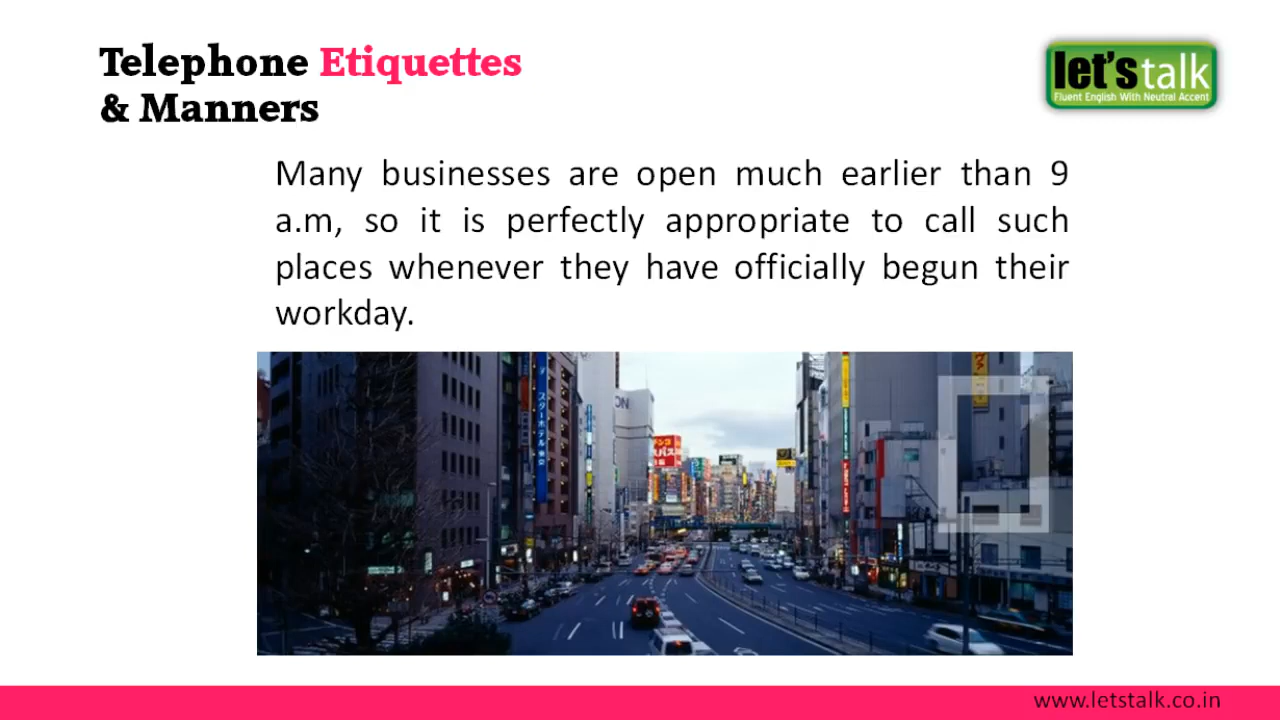 Telephone Etiquettes
& Manners
let's talk
Fluent English With Neutral Accent
Many businesses are open much earlier than 9
a.m, so it is perfectly appropriate to call such
places whenever they have officially begun their
workday.
www.letstalk.co.in